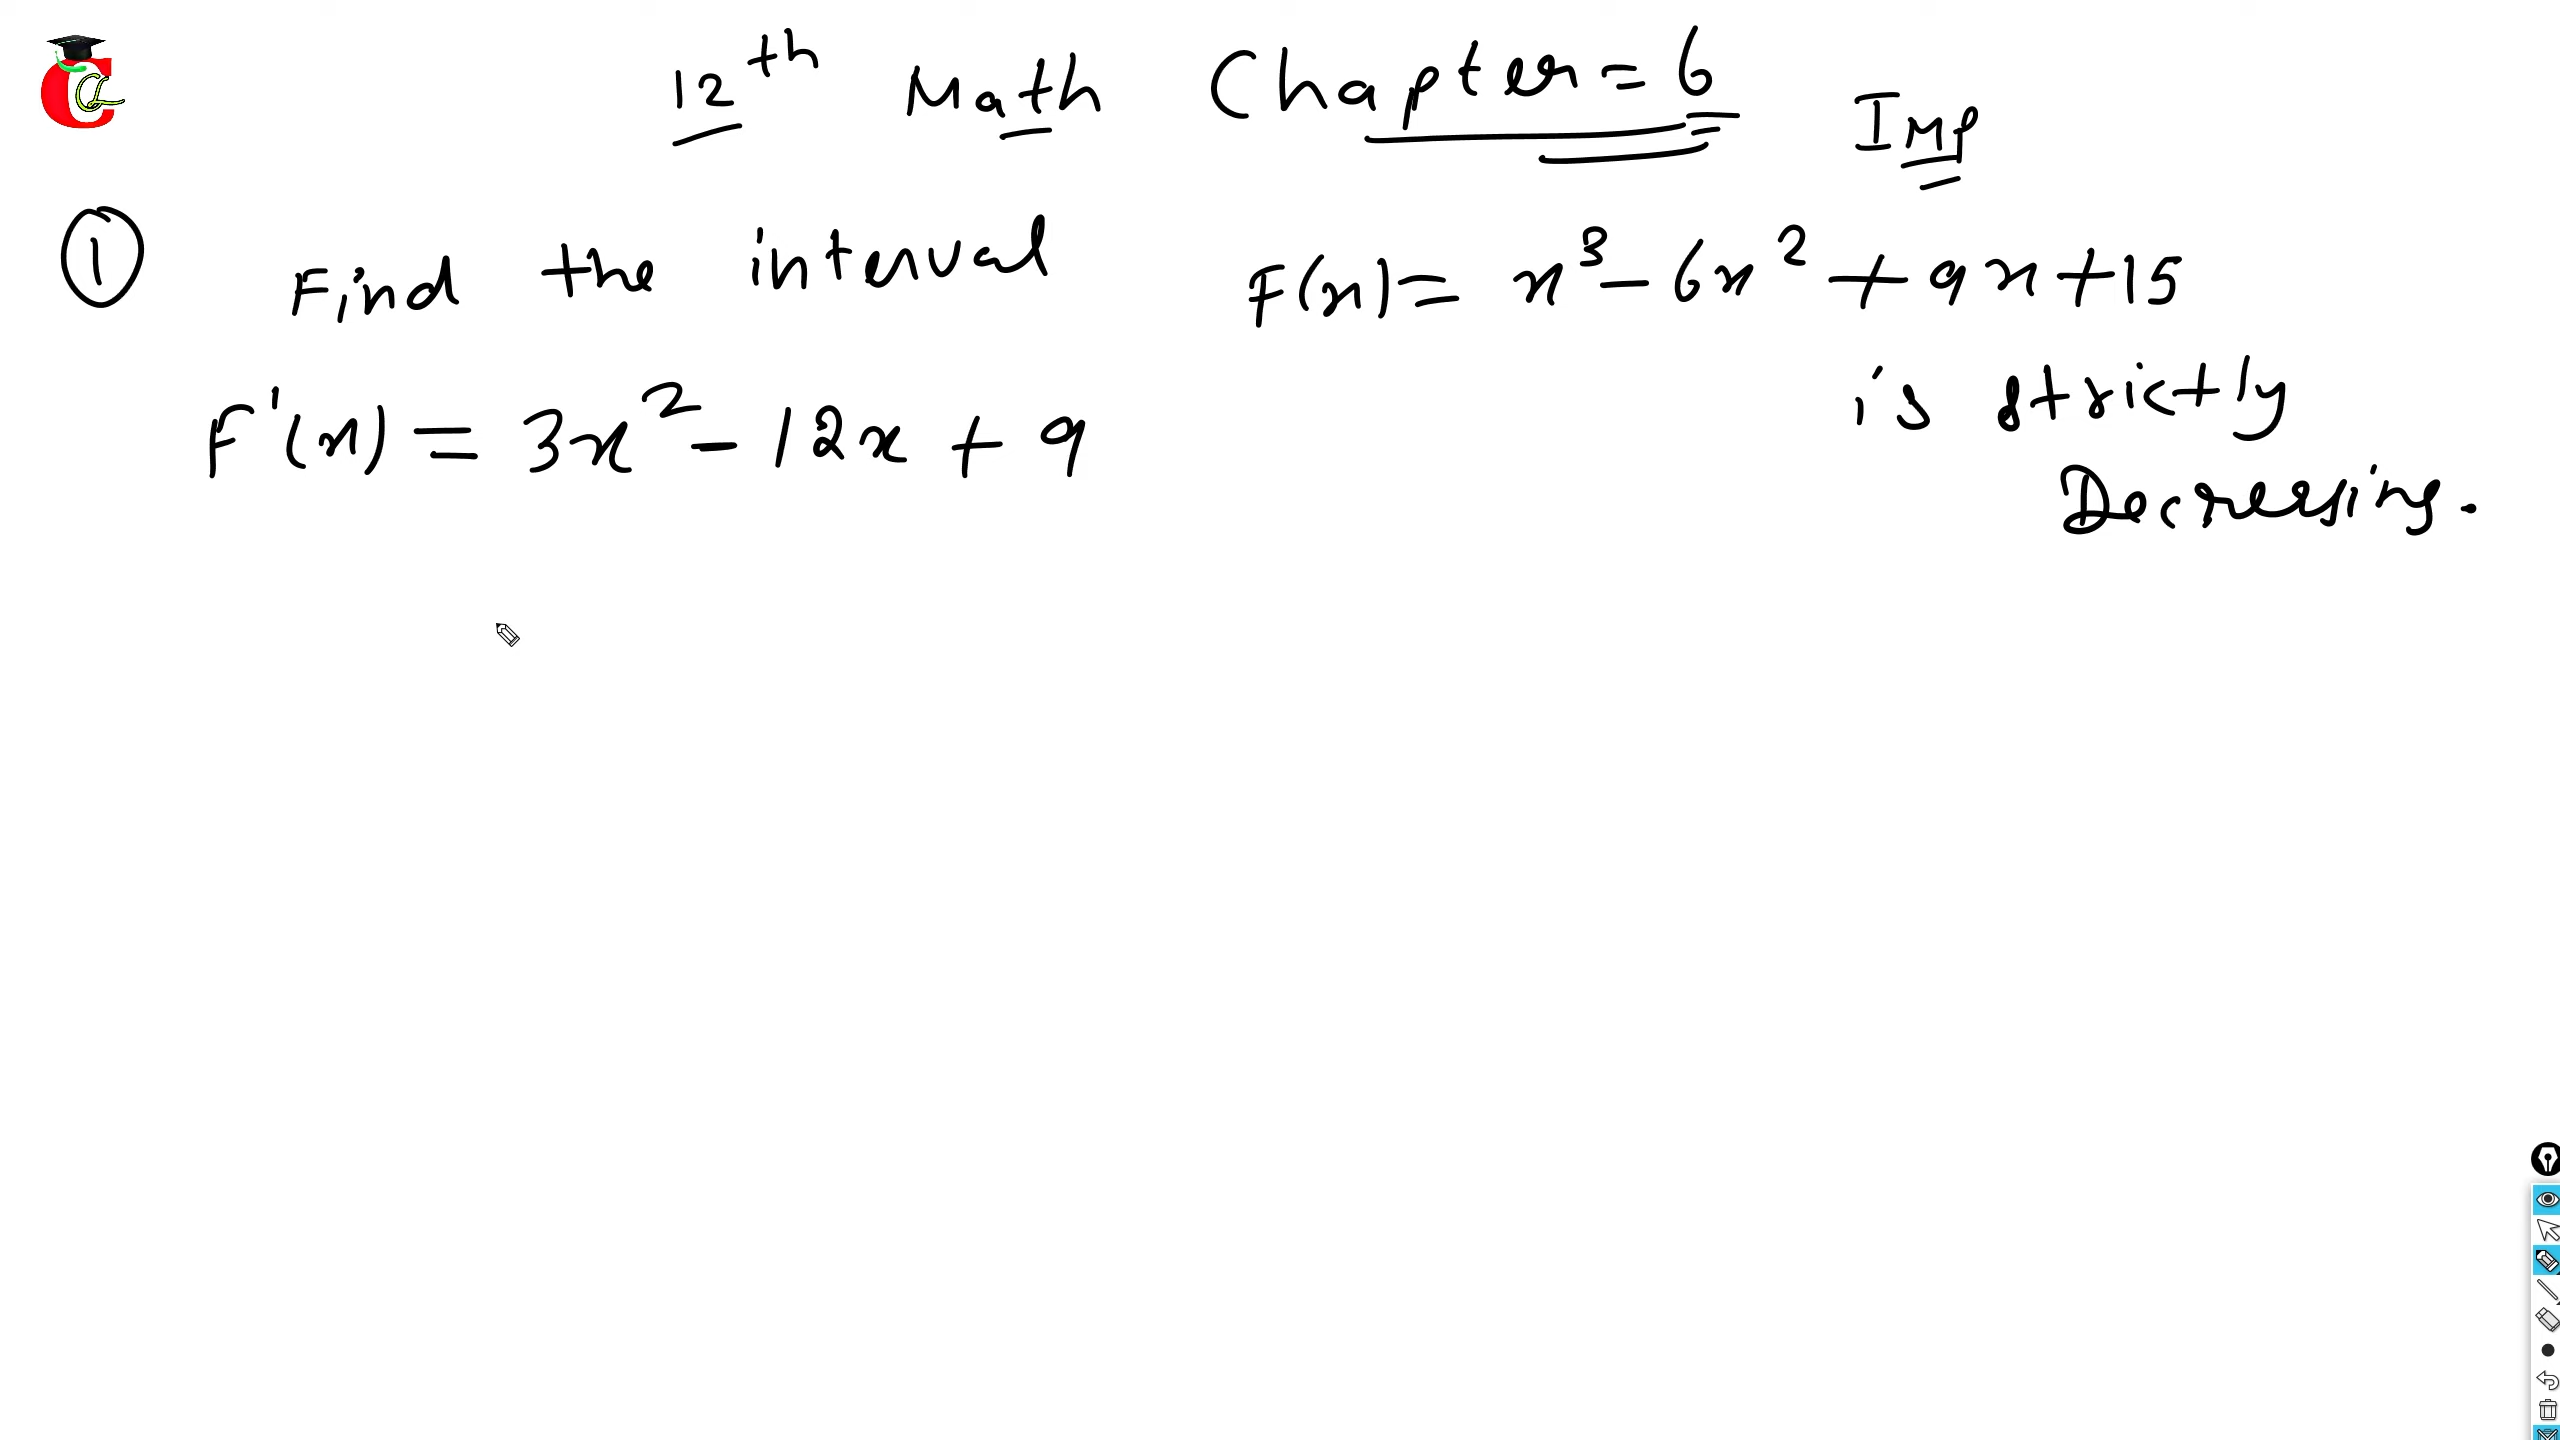 12th Math Chapter = 6 Imp
① Find the interval F(x) = x³ - 6x² + 9x + 15
is strictly
F'(x) = 3x² - 12x + 9
Decreasing.